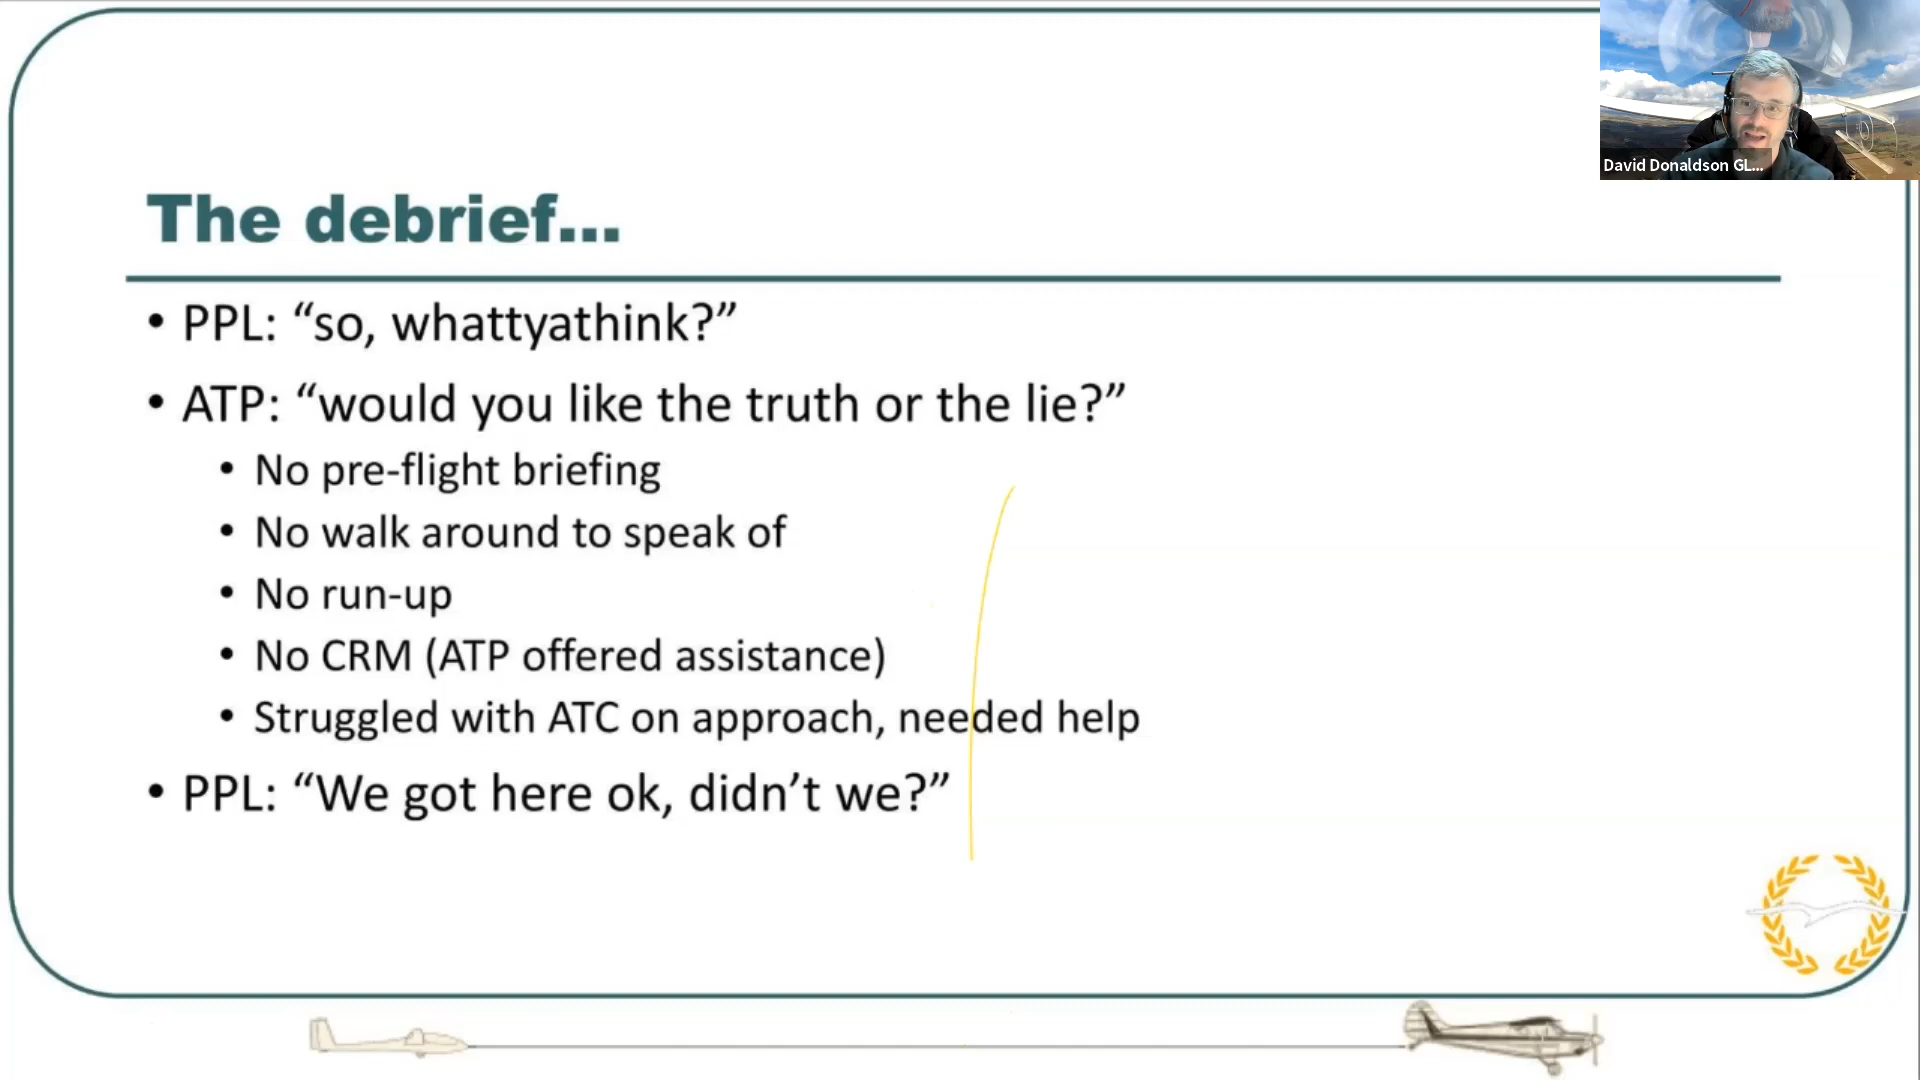 David Donaldson GL...
The debrief...
• PPL: “so, whattyathink?”
• ATP: “would you like the truth or the lie?”
• No pre-flight briefing
• No walk around to speak of
• No run-up
• No CRM (ATP offered assistance)
• Struggled with ATC on approach, needed help
• PPL: “We got here ok, didn’t we?”